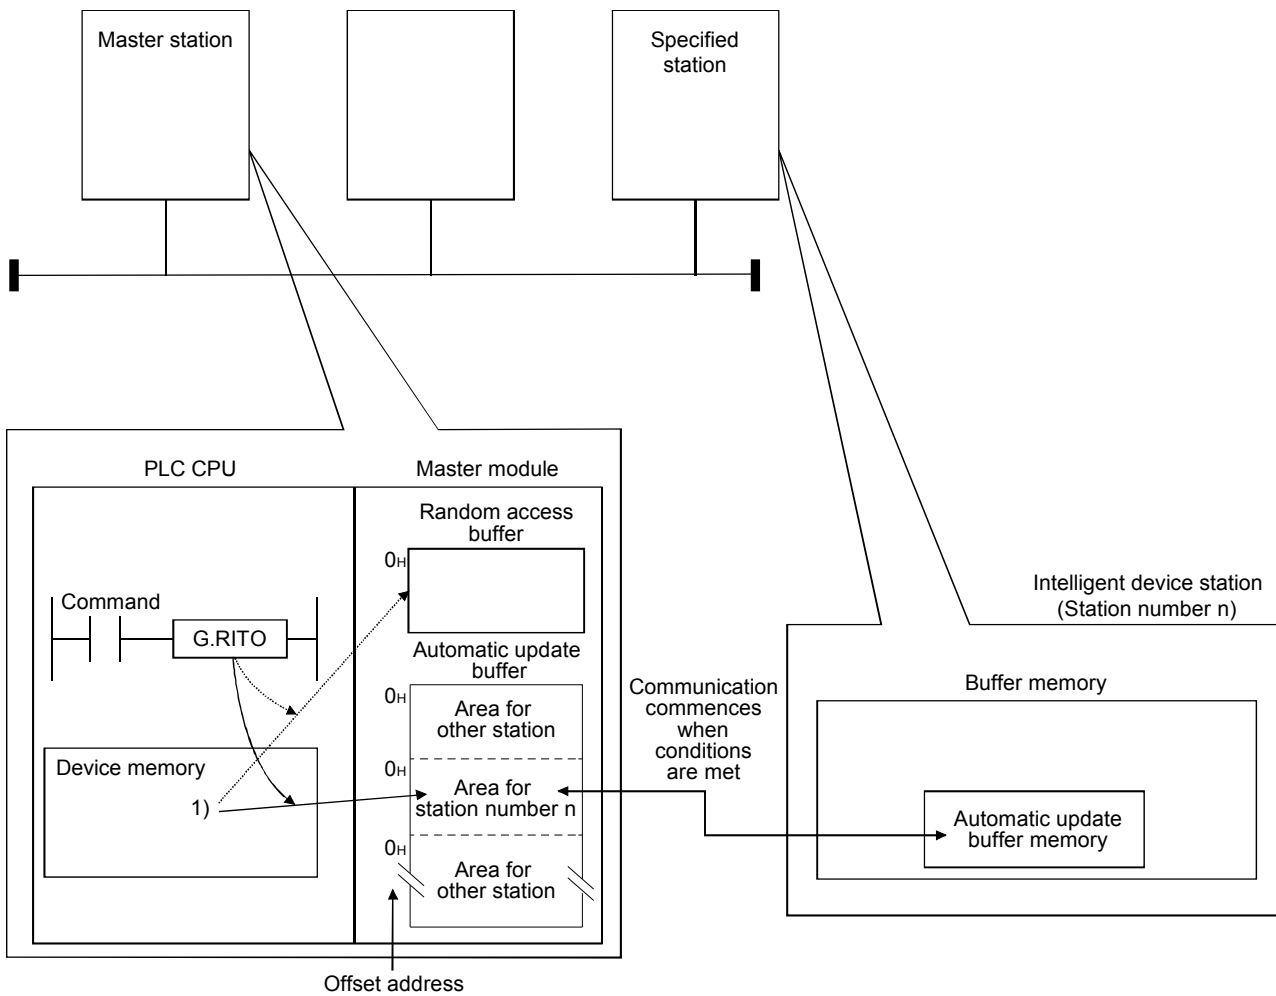 Master station
Specified
station
PLC CPU
Master module
Random access
buffer
0H
Command
G.RITO
Automatic update
buffer
0H
Area for
other station
Device memory
1)
0H
Area for
station number n
0H
Area for
other station
Offset address
Communication
commences
when
conditions
are met
Intelligent device station
(Station number n)
Buffer memory
Automatic update
buffer memory